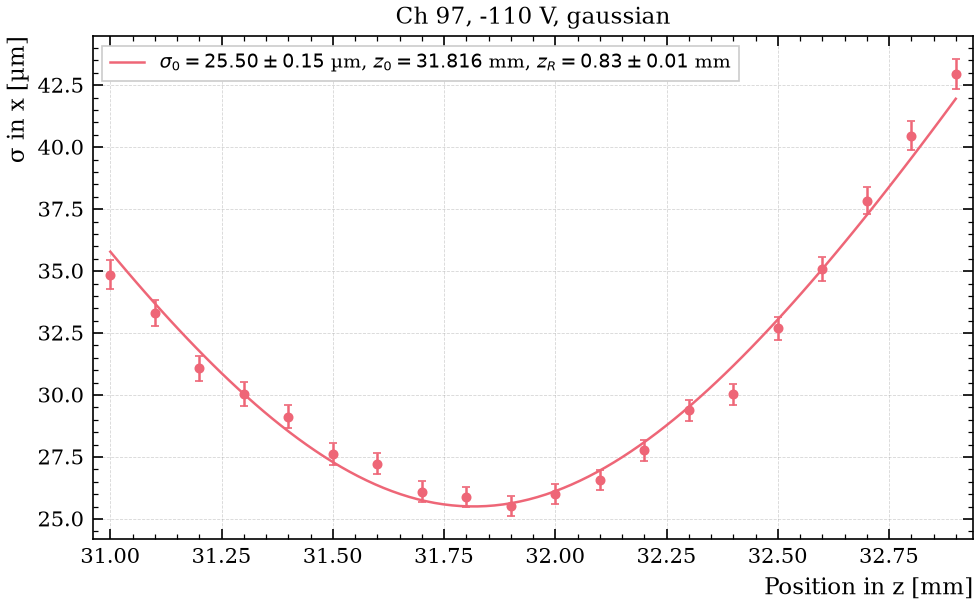 Ch 97, -110 V, gaussian
σ₀ = 25.50 ± 0.15 µm, z₀ = 31.816 mm, z_R = 0.83 ± 0.01 mm
σ in x [µm]
42.5
40.0
37.5
35.0
32.5
30.0
27.5
25.0
31.00 31.25 31.50 31.75 32.00 32.25 32.50 32.75
Position in z [mm]